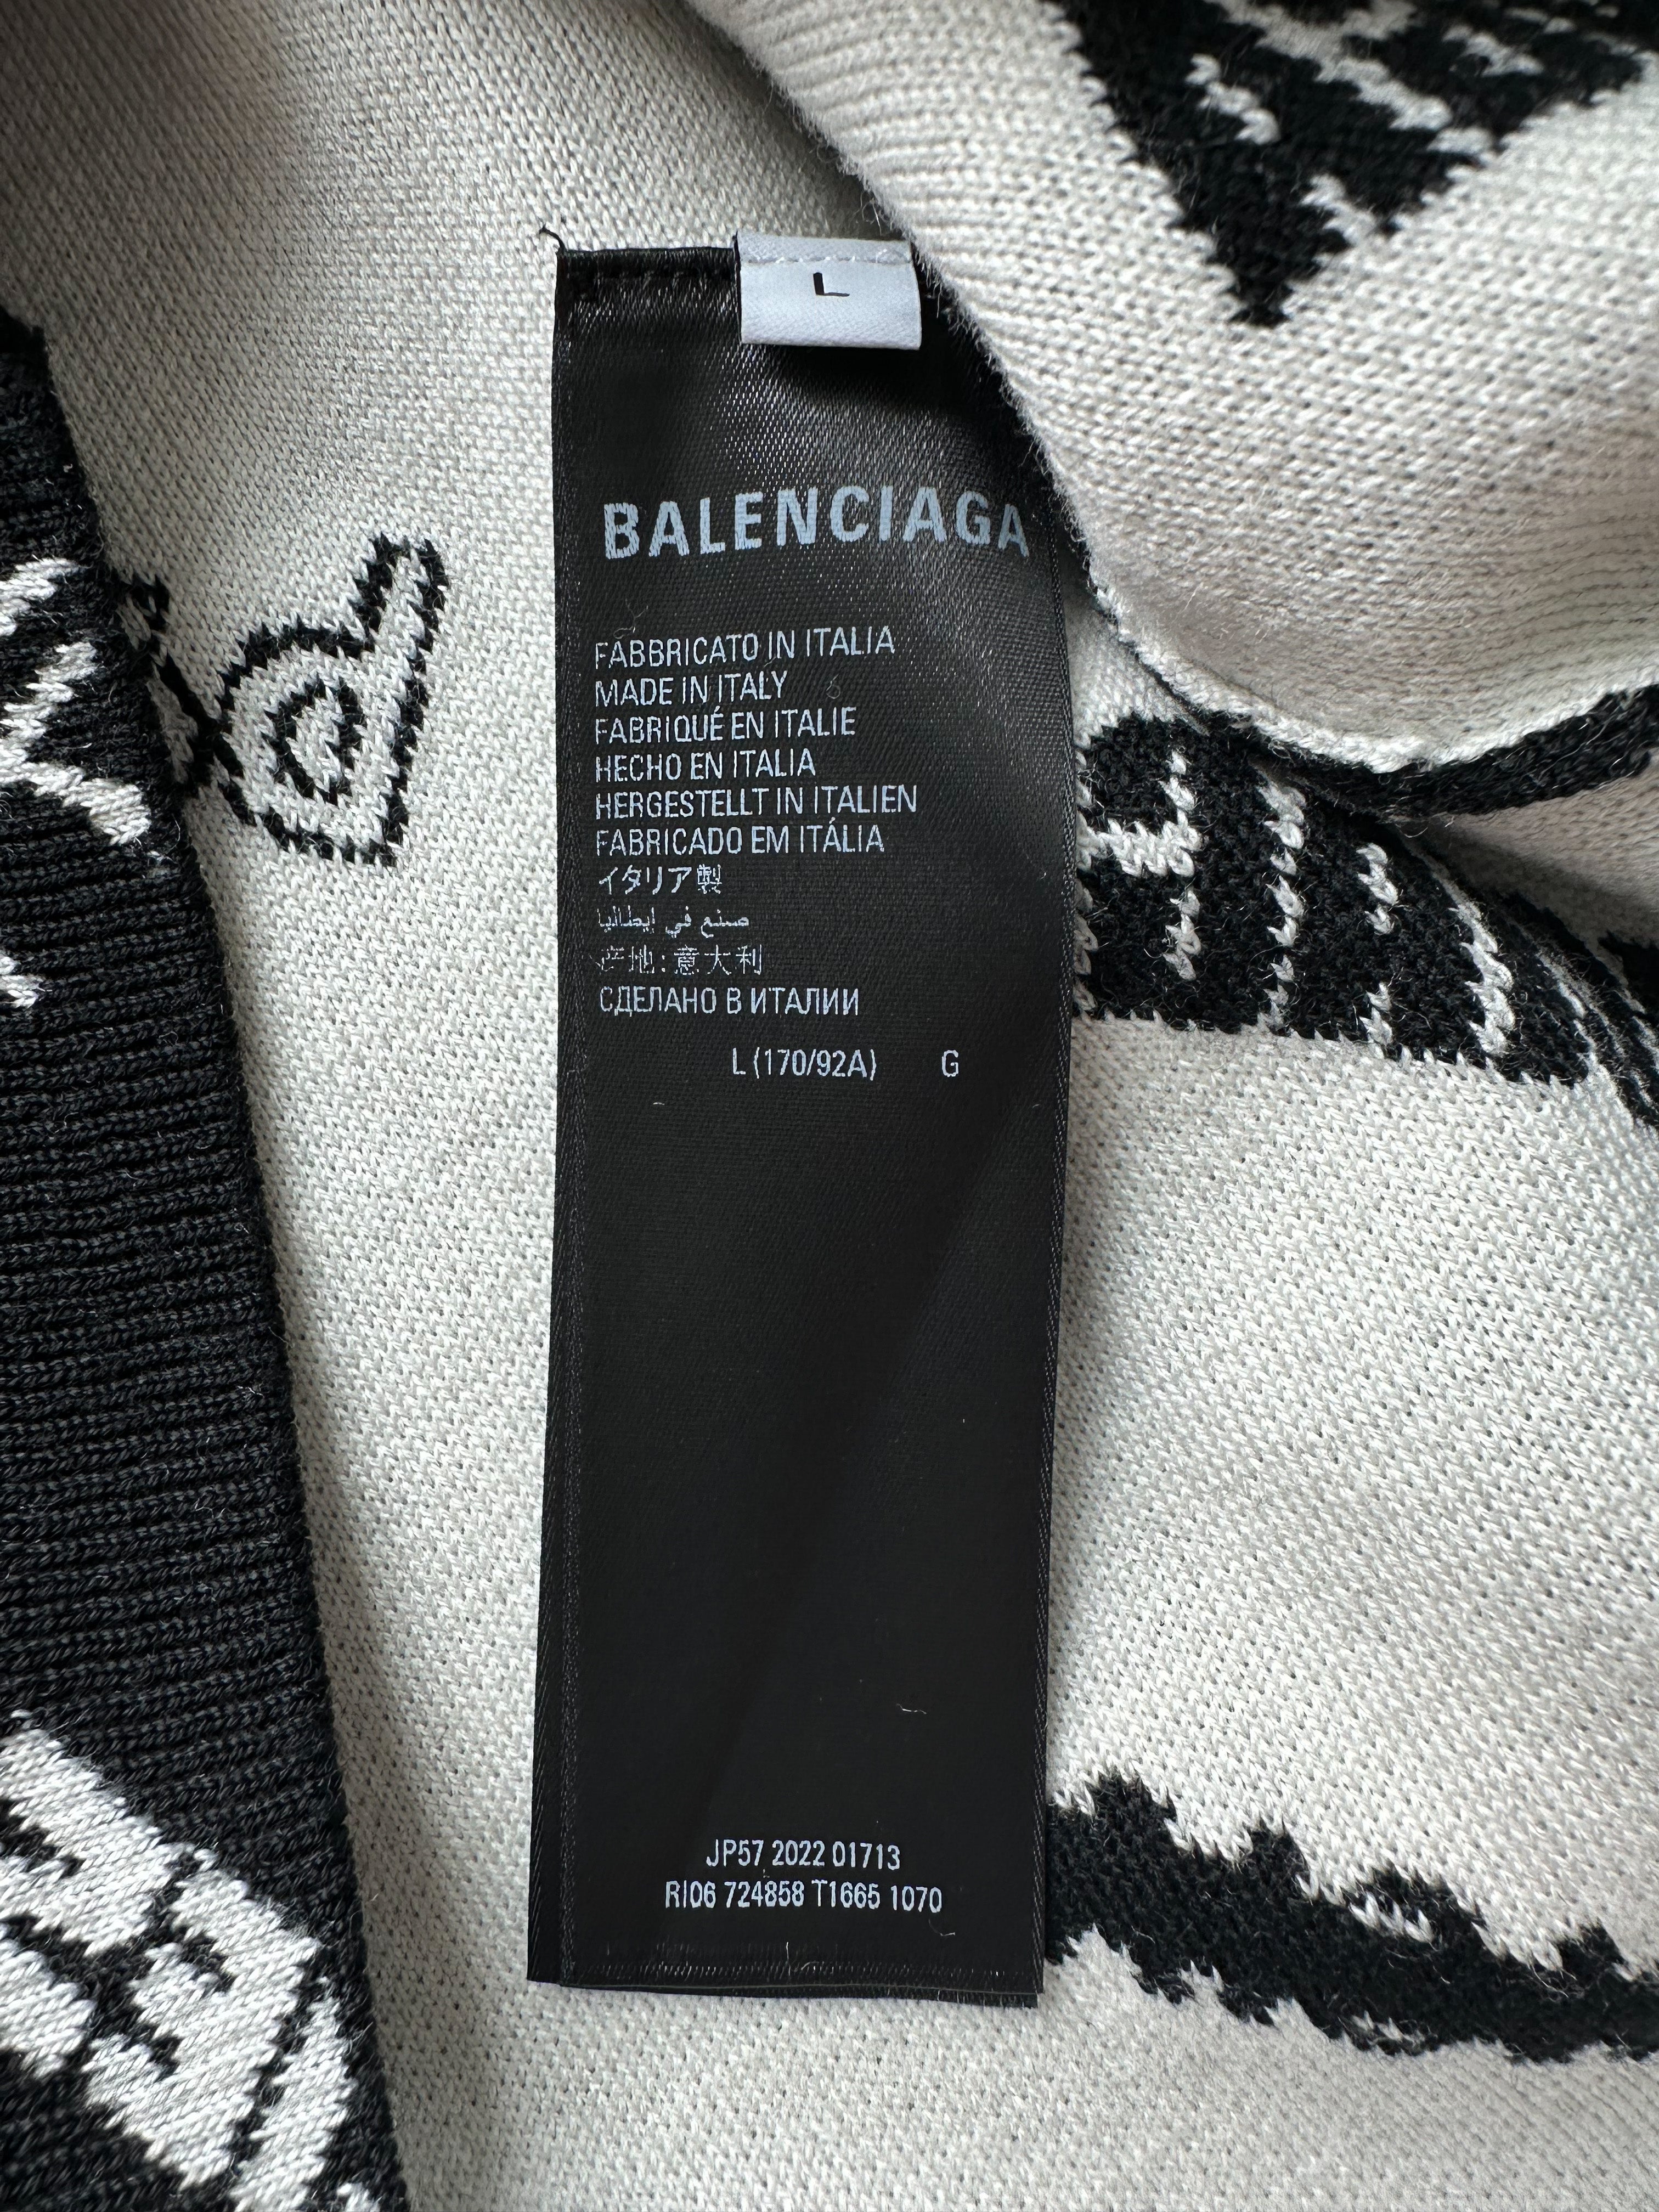 L
BALENCIAGA
FABBRICATO IN ITALIA
MADE IN ITALY
FABRIQUÉ EN ITALIE
HECHO EN ITALIA
HERGESTELLT IN ITALIEN
FABRICADO EM ITÁLIA
イタリア製
صنع في إيطاليا
产地:意大利
СДЕЛАНО В ИТАЛИИ
L (170/92A) G
JP57 2022 01713
RI06 724858 T1665 1070